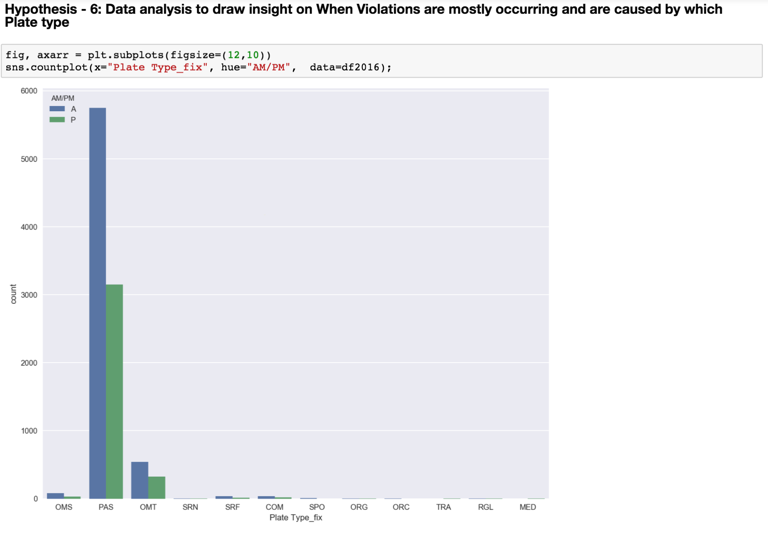 Hypothesis - 6: Data analysis to draw insight on When Violations are mostly occurring and are caused by which
Plate type
fig, axarr = plt.subplots(figsize=(12,10))
sns.countplot(x="Plate Type_fix", hue="AM/PM",  data=df2016);
AM/PM
A
P
6000
5000
4000
3000
2000
1000
0
count
OMS PAS OMT SRN SRF COM SPO ORG ORC TRA RGL MED
Plate Type_fix